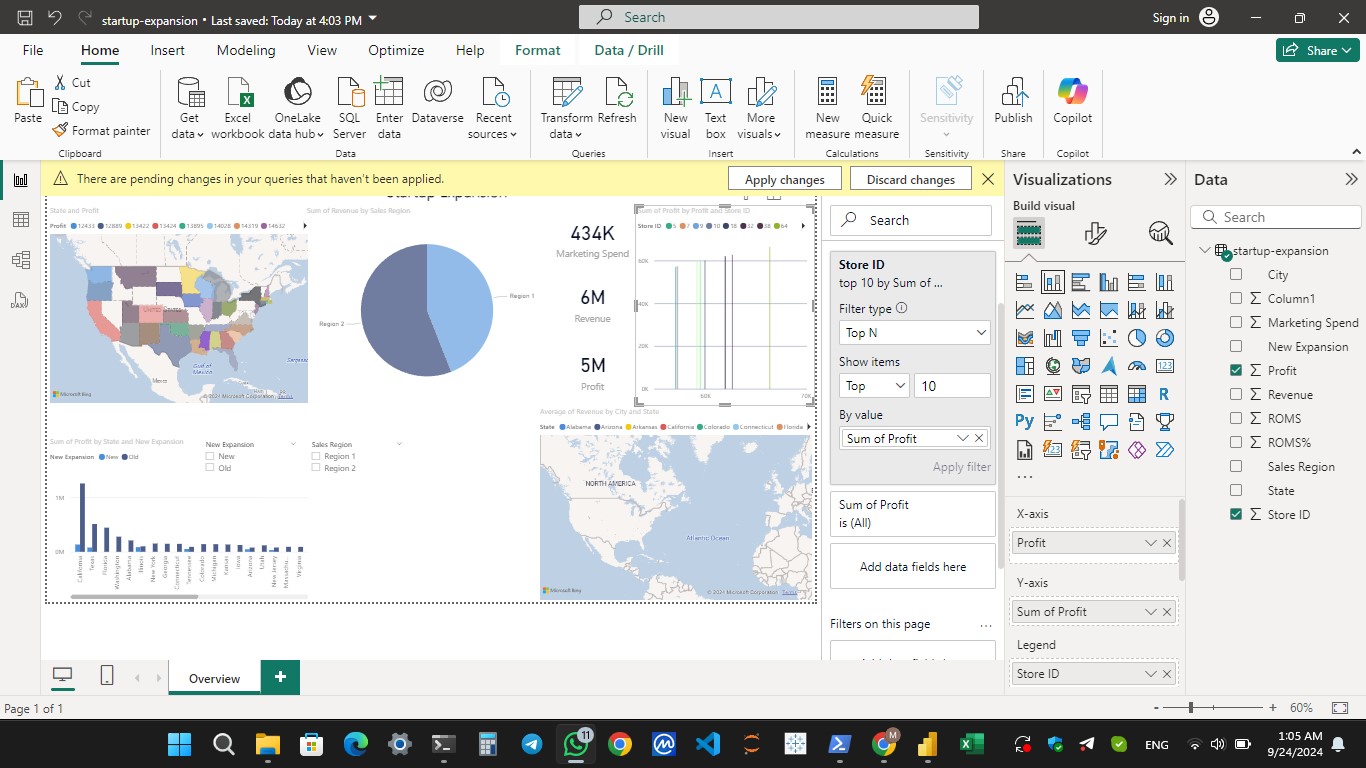 startup-expansion • Last saved: Today at 4:03 PM
Search
Sign in
File Home Insert Modeling View Optimize Help Format Data / Drill
Share
Paste
Cut
Copy
Format painter
Clipboard
Get data
Excel workbook
OneLake data hub
SQL Server
Enter data
Dataverse
Recent sources
Data
Transform data
Refresh
Queries
New visual
Text box
More visuals
Insert
New measure
Quick measure
Calculations
Sensitivity
Sensitivity
Publish
Share
Copilot
Copilot
There are pending changes in your queries that haven't been applied.
Apply changes
Discard changes
DAX
State and Profit
Profit 12433 12889 13422 13424 13895 14028 14319 14632
United States
Mexico
Gulf of Mexico
Microsoft Bing
© 2024 Microsoft Corporation Terms
Sum of Revenue by Sales Region
Region 1
Region 2
434K
Marketing Spend
6M
Revenue
5M
Profit
Sum of Profit by Profit and Store ID
Store ID 5 7 9 10 18 32 38 64
60K
40K
20K
0K
60K 70K
Sum of Profit by State and New Expansion
New Expansion New Old
1M
0M
California
Texas
Florida
Washington
Alabama
Illinois
New York
Georgia
Connecticut
Tennessee
Colorado
Michigan
Kansas
Iowa
Arizona
Utah
New Jersey
Massachu..
Virginia
New Expansion
New
Old
Sales Region
Region 1
Region 2
Average of Revenue by City and State
State Alabama Arizona Arkansas California Colorado Connecticut Florida
NORTH AMERICA
Atlantic Ocean
Microsoft Bing
© 2024 Microsoft Corporation Terms
Search
Store ID
top 10 by Sum of ...
Filter type
Top N
Show items
Top 10
By value
Sum of Profit
Apply filter
Sum of Profit
is (All)
Add data fields here
Filters on this page
...
Visualizations
Build visual
123
R
Py
...
X-axis
Profit
Y-axis
Sum of Profit
Legend
Store ID
Data
Search
startup-expansion
City
Column1
Marketing Spend
New Expansion
Profit
Revenue
ROMS
ROMS%
Sales Region
State
Store ID
Overview
Page 1 of 1
- + 60%
11
M
ENG
1:05 AM
9/24/2024